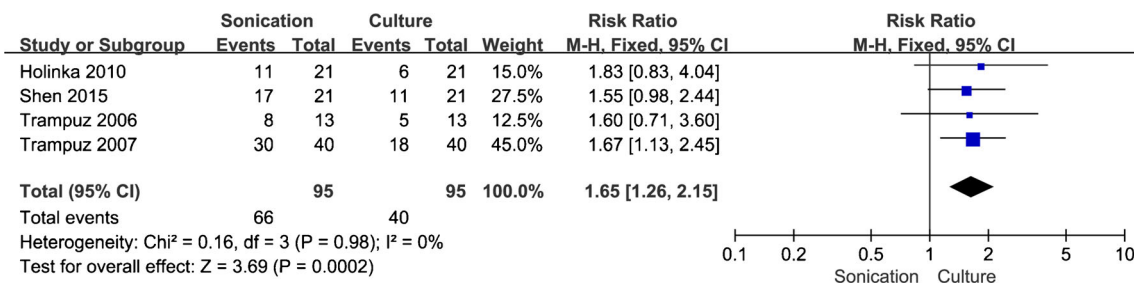 Sonication Culture Risk Ratio Risk Ratio
Study or Subgroup Events Total Events Total Weight M-H, Fixed, 95% CI M-H, Fixed, 95% CI
Holinka 2010 11 21 6 21 15.0% 1.83 [0.83, 4.04]
Shen 2015 17 21 11 21 27.5% 1.55 [0.98, 2.44]
Trampuz 2006 8 13 5 13 12.5% 1.60 [0.71, 3.60]
Trampuz 2007 30 40 18 40 45.0% 1.67 [1.13, 2.45]
Total (95% CI) 95 95 100.0% 1.65 [1.26, 2.15]
Total events 66 40
Heterogeneity: Chi² = 0.16, df = 3 (P = 0.98); I² = 0%
Test for overall effect: Z = 3.69 (P = 0.0002)
0.1 0.2 0.5 1 2 5 10
Sonication Culture